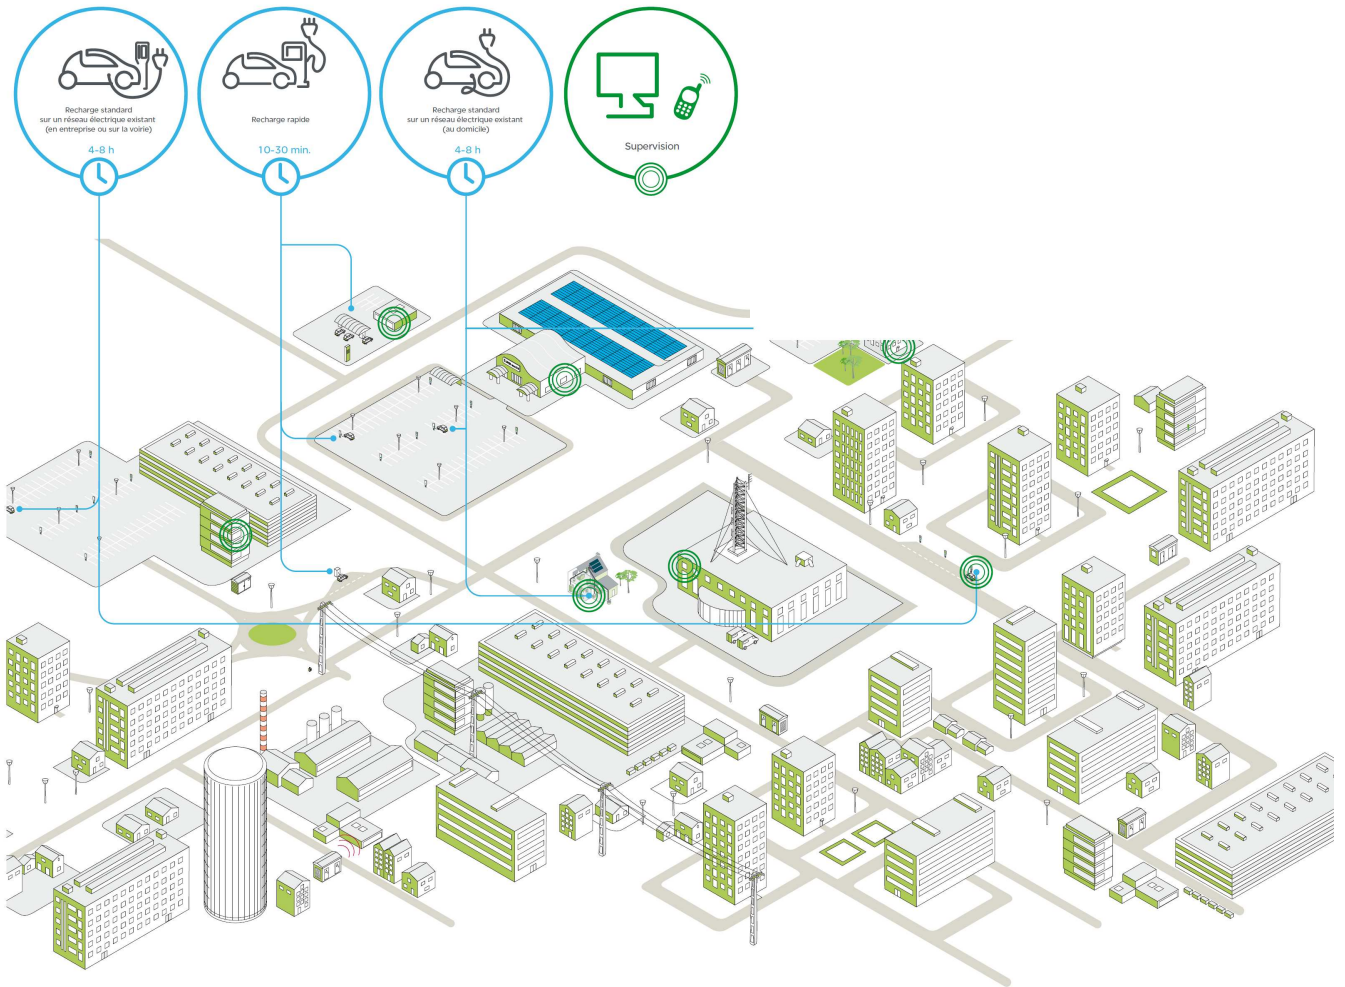 Recharge standard
sur un réseau électrique existant
(en entreprise ou sur la voirie)
4-8 h
Recharge rapide
10-30 min.
Recharge standard
sur un réseau électrique existant
(au domicile)
4-8 h
Supervision